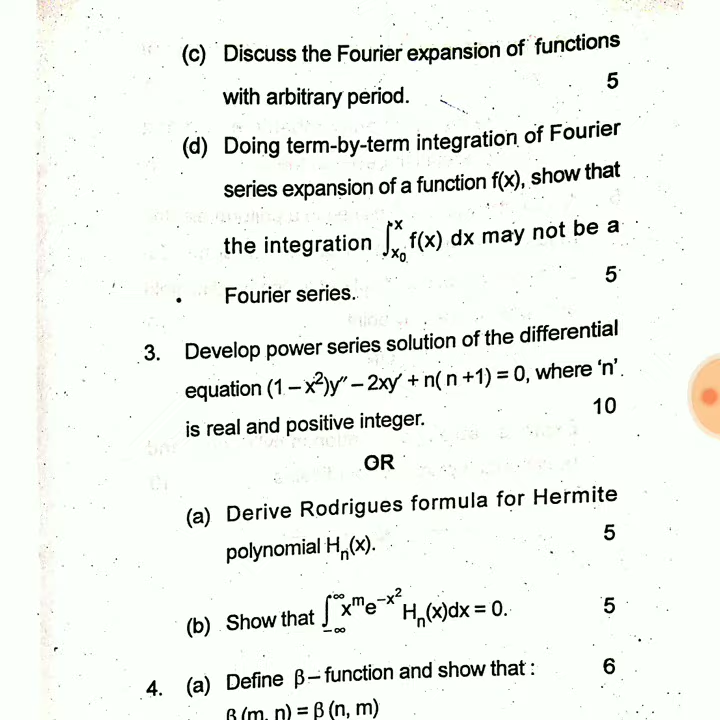 (c) Discuss the Fourier expansion of functions
with arbitrary period. 5
(d) Doing term-by-term integration of Fourier
series expansion of a function f(x), show that
the integration ∫ₓ₀ˣ f(x) dx may not be a
Fourier series. 5
3. Develop power series solution of the differential
equation (1 – x²)y″ – 2xy′ + n( n +1) = 0, where ‘n’
is real and positive integer. 10
OR
(a) Derive Rodrigues formula for Hermite
polynomial Hₙ(x). 5
(b) Show that ∫_{-∞}^{∞} xᵐe^{–x²} Hₙ(x)dx = 0. 5
4. (a) Define β – function and show that : 6
β (m, n) = β (n, m)